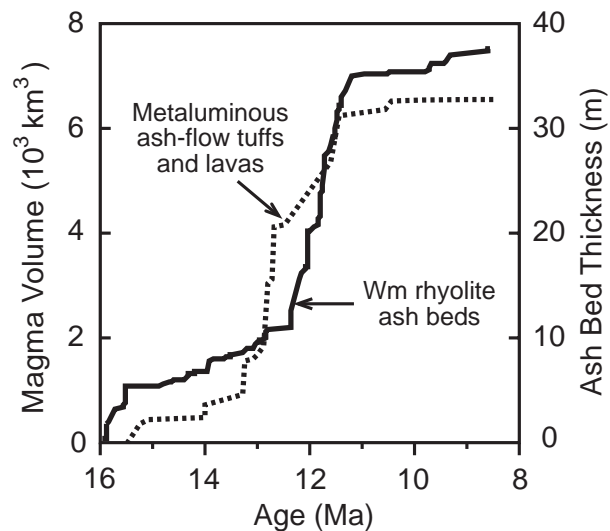 8
6
4
2
0
Magma Volume (10³ km³)
Metaluminous
ash-flow tuffs
and lavas
Wm rhyolite
ash beds
40
30
20
10
0
Ash Bed Thickness (m)
16
14
12
10
8
Age (Ma)